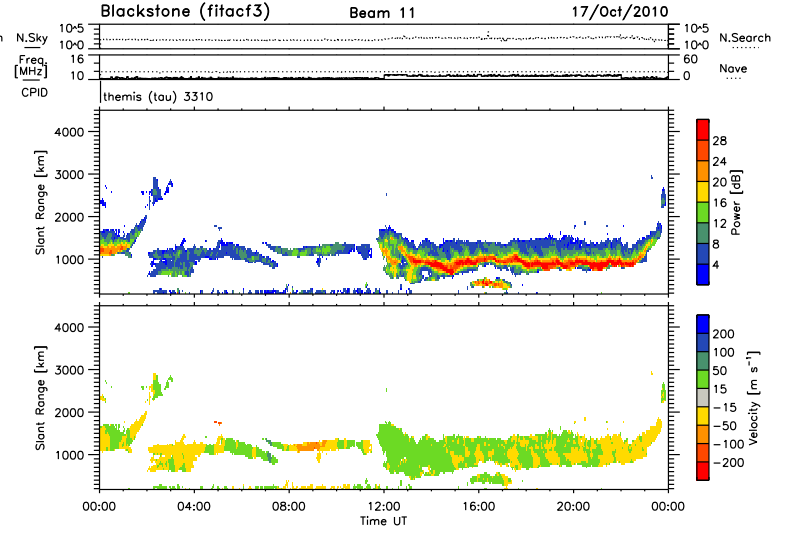 Blackstone (fitacf3) Beam 11 17/Oct/2010
n N.Sky 10^5 10^5 N.Search
10^0 10^0
Freq. 16 60 Nave
[MHz] 10 0
CPID themis (tau) 3310
4000
3000
2000
1000
Slant Range [km]
28
24
20
16
12
8
4
Power [dB]
4000
3000
2000
1000
Slant Range [km]
200
100
50
15
-15
-50
-100
-200
Velocity [m s⁻¹]
00:00 04:00 08:00 12:00 16:00 20:00 00:00
Time UT